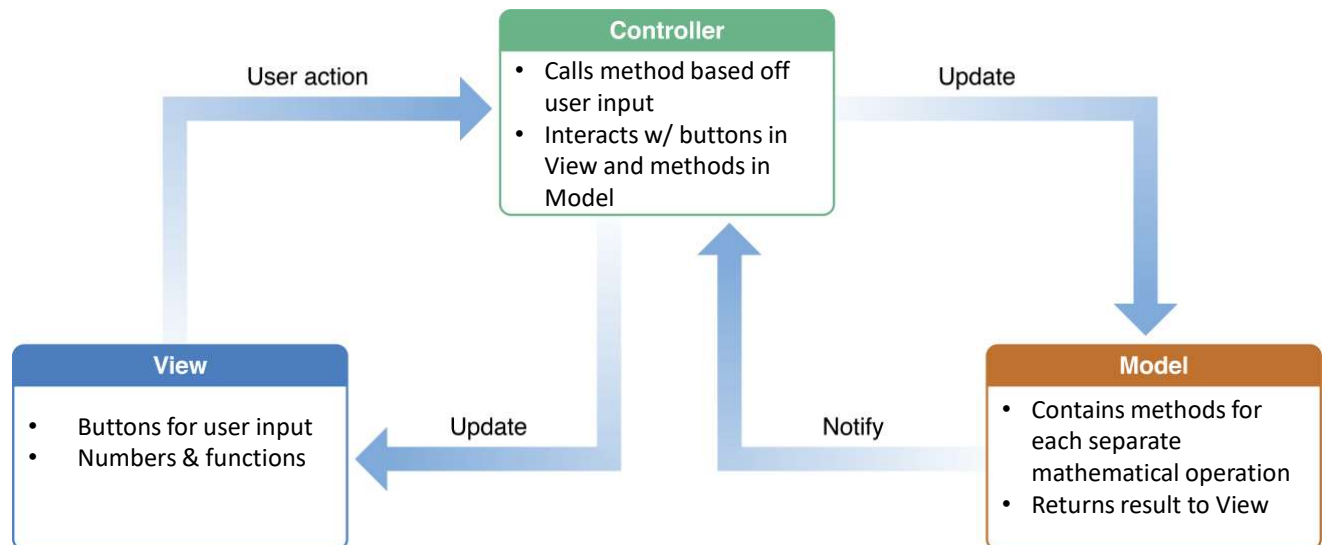 Controller
• Calls method based off
user input
• Interacts w/ buttons in
View and methods in
Model
User action
Update
View
• Buttons for user input
• Numbers & functions
Update
Notify
Model
• Contains methods for
each separate
mathematical operation
• Returns result to View